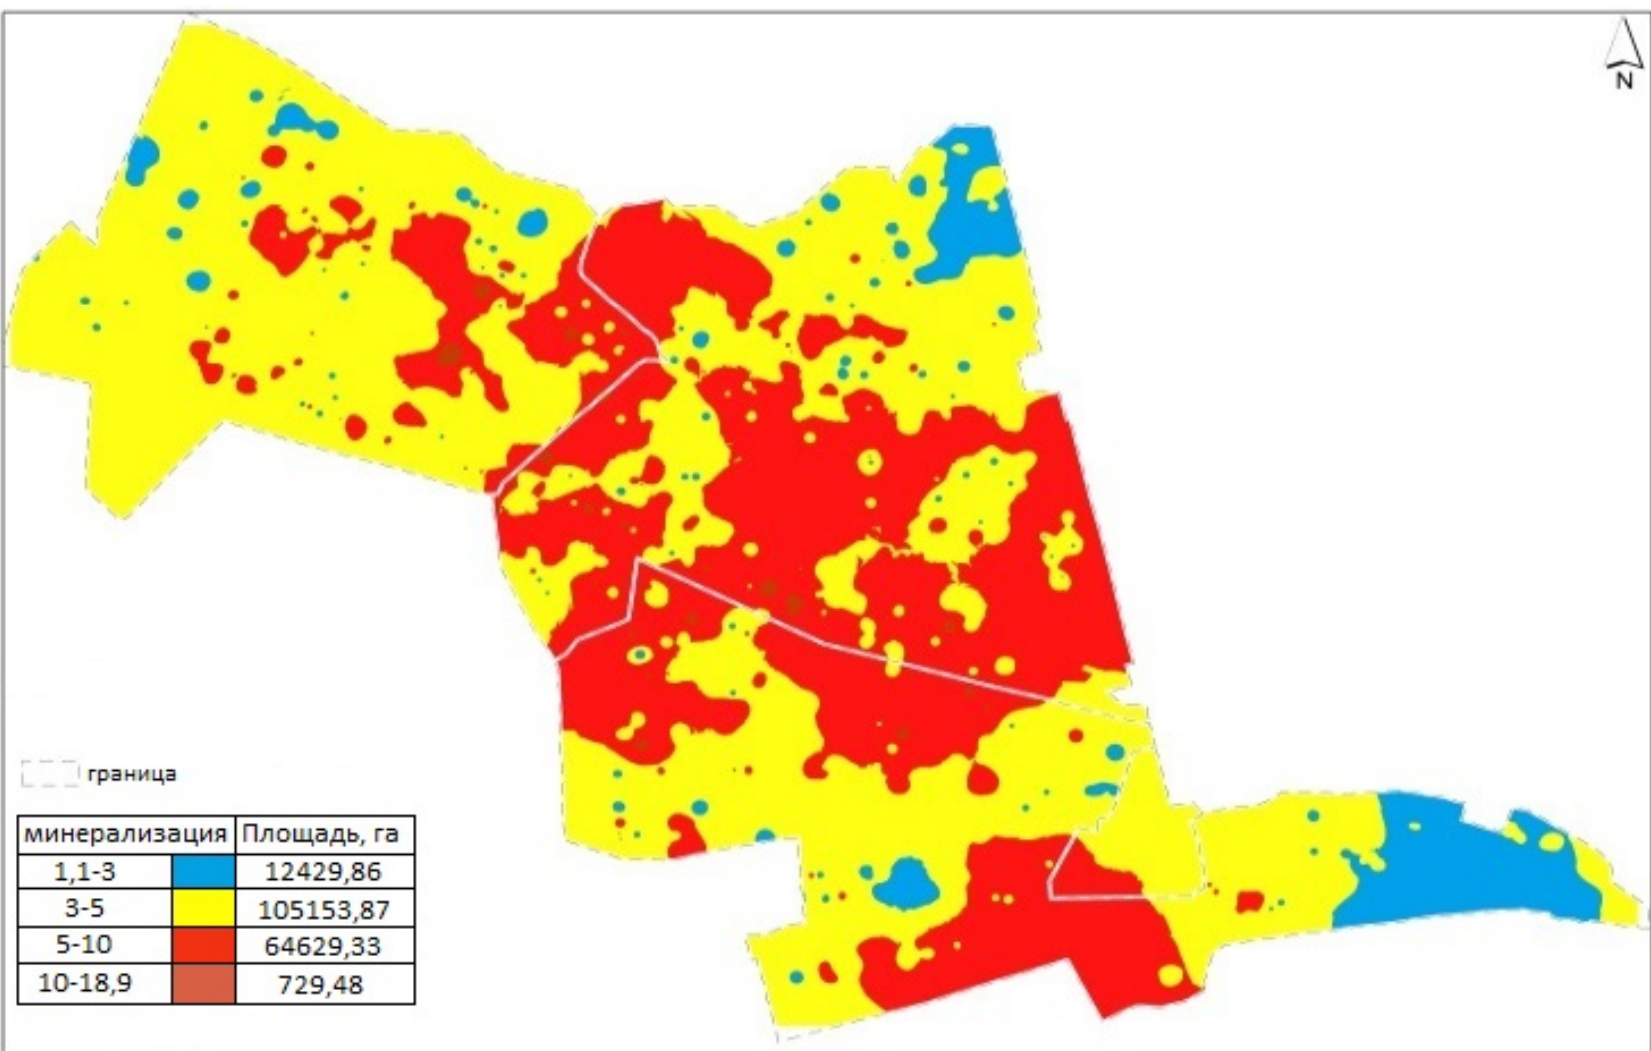 N
граница
минерализация Площадь, га
1,1-3 12429,86
3-5 105153,87
5-10 64629,33
10-18,9 729,48